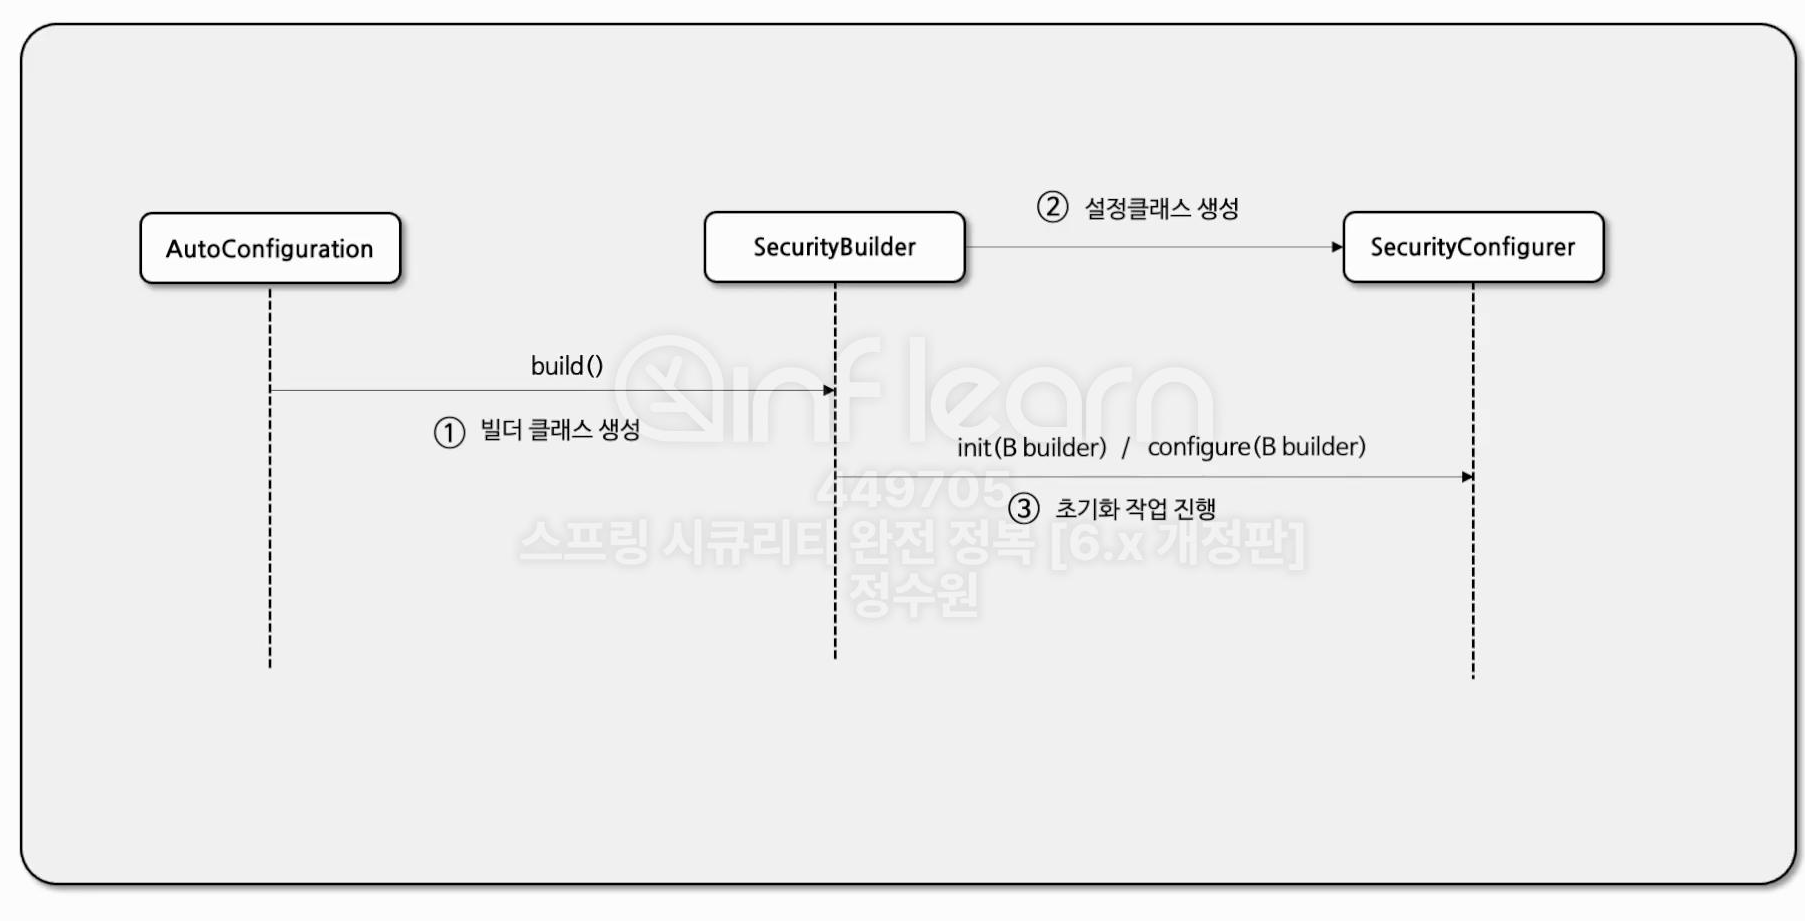 ② 설정클래스 생성
AutoConfiguration
SecurityBuilder
SecurityConfigurer
build()
① 빌더 클래스 생성
init(B builder) / configure(B builder)
③ 초기화 작업 진행
inflearn
449705
스프링 시큐리티 완전 정복 [6.x 개정판]
정수원